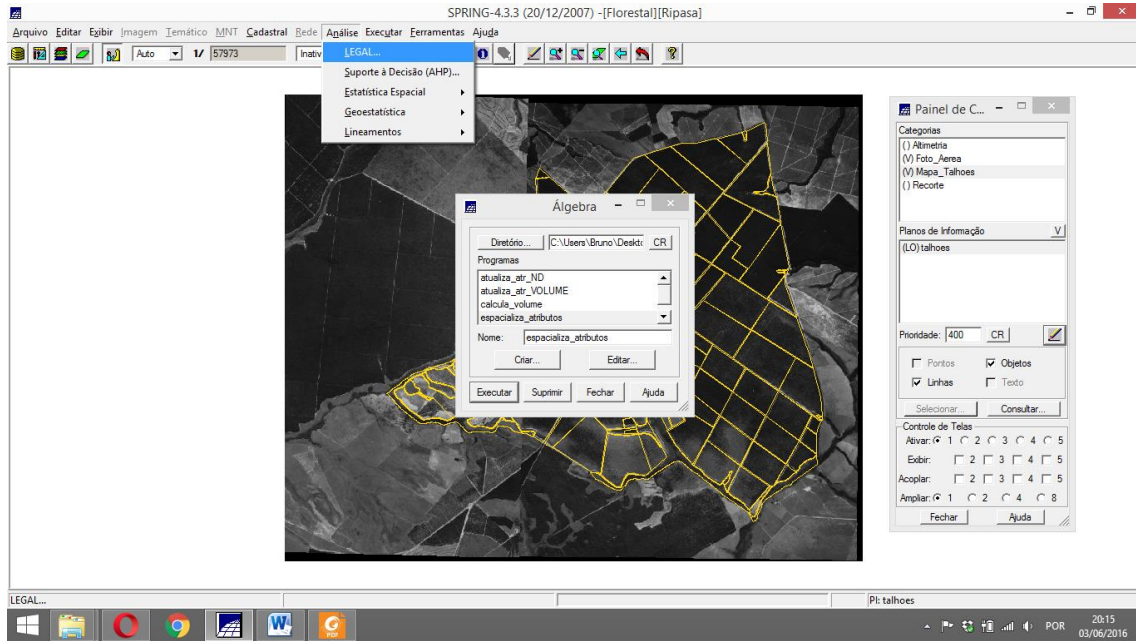 SPRING-4.3.3 (20/12/2007) -[Florestal][Ripasa]
Arquivo Editar Exibir Imagem Temático MNT Cadastral Rede Análise Executar Ferramentas Ajuda
Auto 1/ 57973 Inativ
LEGAL...
Suporte à Decisão (AHP)...
Estatística Espacial
Geoestatística
Lineamentos
Álgebra
Diretório... C:\Users\Bruno\Deskto CR
Programas
atualiza_atr_ND
atualiza_atr_VOLUME
calcula_volume
espacializa_atributos
Nome: espacializa_atributos
Criar... Editar...
Executar Suprimir Fechar Ajuda
Painel de C...
Categorias
( ) Altimetria
(V) Foto_Aerea
(V) Mapa_Talhoes
( ) Recorte
Planos de Informação V
(LO) talhoes
Prioridade: 400 CR
Pontos Objetos
Linhas Texto
Selecionar... Consultar...
Controle de Telas
Ativar: 1 2 3 4 5
Exibir: 2 3 4 5
Acoplar: 2 3 4 5
Ampliar: 1 2 4 8
Fechar Ajuda
LEGAL... PI: talhoes
W PDF POR 20:15
03/06/2016